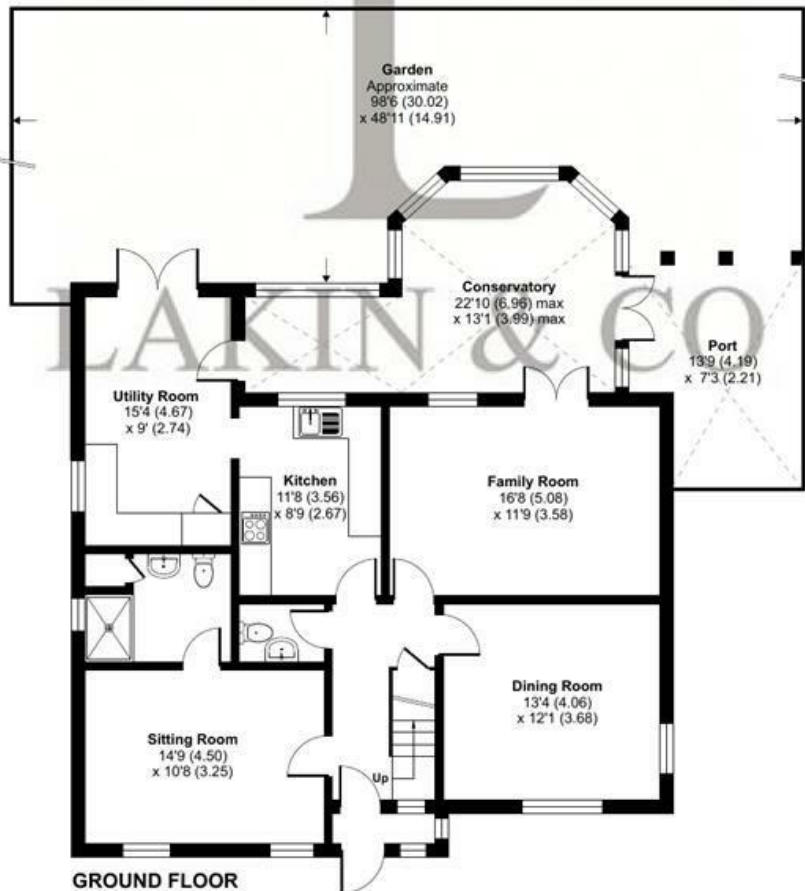 Garden
Approximate
98'6 (30.02)
x 48'11 (14.91)
Conservatory
22'10 (6.96) max
x 13'1 (3.99) max
LAKIN & CO
Port
13'9 (4.19)
x 7'3 (2.21)
Utility Room
15'4 (4.67)
x 9' (2.74)
Kitchen
11'8 (3.56)
x 8'9 (2.67)
Family Room
16'8 (5.08)
x 11'9 (3.58)
Dining Room
13'4 (4.06)
x 12'1 (3.68)
Sitting Room
14'9 (4.50)
x 10'8 (3.25)
Up
GROUND FLOOR